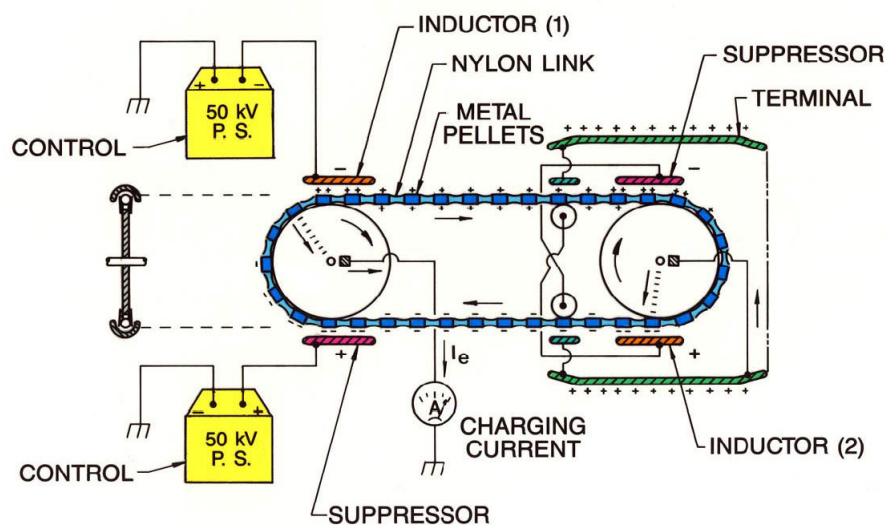 INDUCTOR (1)
SUPPRESSOR
+ -
NYLON LINK
50 kV
P. S.
METAL
PELLETS
TERMINAL
CONTROL
Ie
A
- +
50 kV
P. S.
CHARGING
CURRENT
INDUCTOR (2)
CONTROL
SUPPRESSOR